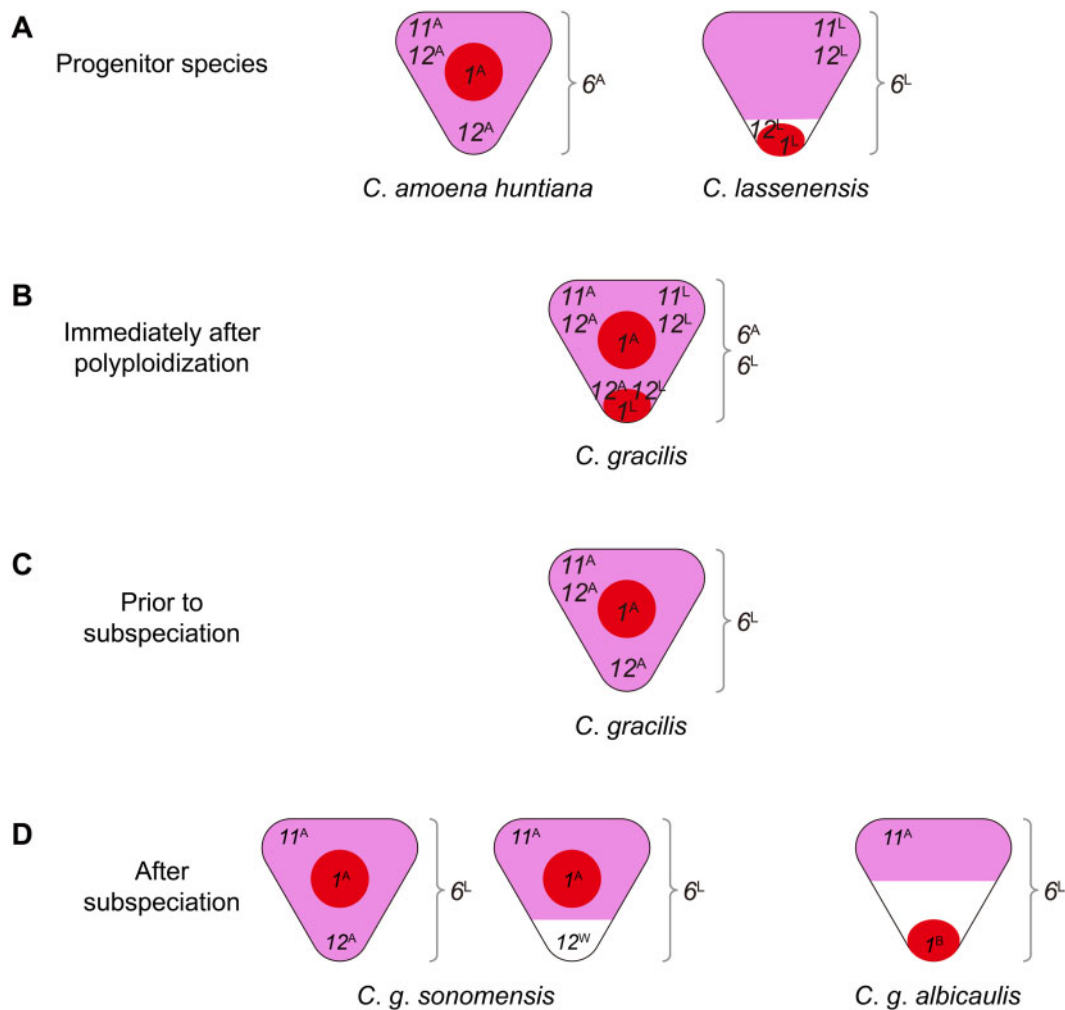 A
Progenitor species
11ᴬ
12ᴬ
1ᴬ
12ᴬ
6ᴬ
C. amoena huntiana
11ᴸ
12ᴸ
12ᴸ
1ᴸ
6ᴸ
C. lassenensis
B
Immediately after
polyploidization
11ᴬ 11ᴸ
12ᴬ 12ᴸ
1ᴬ
12ᴬ 12ᴸ
1ᴸ
6ᴬ
6ᴸ
C. gracilis
C
Prior to
subspeciation
11ᴬ
12ᴬ
1ᴬ
12ᴬ
6ᴸ
C. gracilis
D
After
subspeciation
11ᴬ
1ᴬ
12ᴬ
6ᴸ
11ᴬ
1ᴬ
12ᵂ
6ᴸ
C. g. sonomensis
11ᴬ
1ᴮ
6ᴸ
C. g. albicaulis